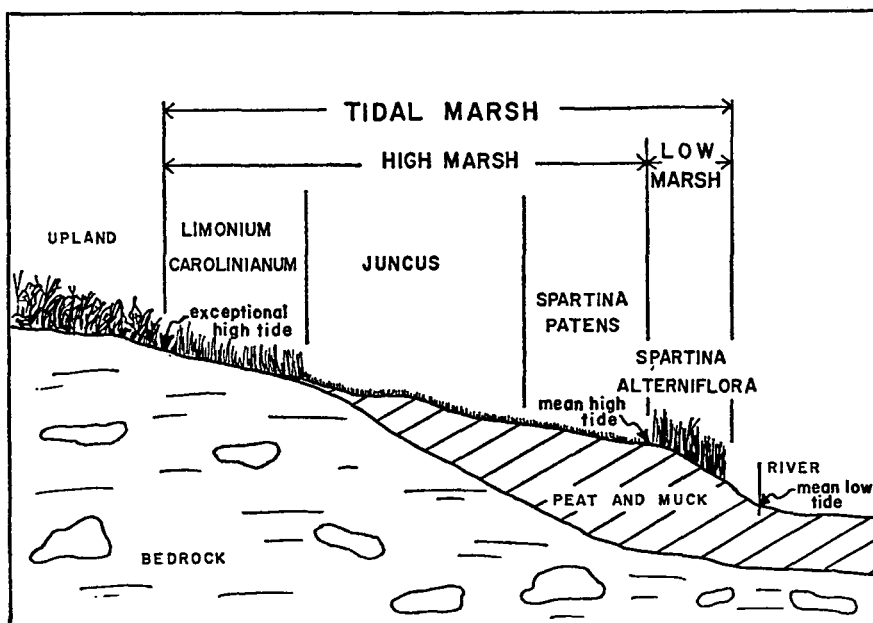 TIDAL MARSH
HIGH MARSH
LOW
MARSH
UPLAND
LIMONIUM
CAROLINIANUM
JUNCUS
SPARTINA
PATENS
SPARTINA
ALTERNIFLORA
exceptional
high tide
mean high
tide
RIVER
mean low
tide
PEAT AND MUCK
BEDROCK